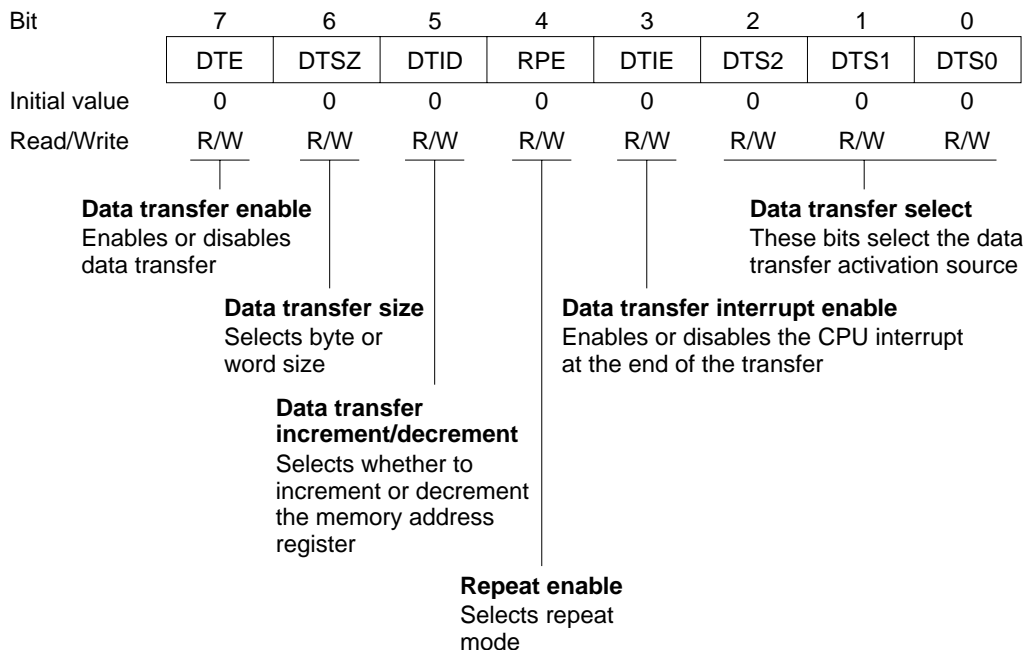 Bit 7 6 5 4 3 2 1 0
DTE DTSZ DTID RPE DTIE DTS2 DTS1 DTS0
Initial value 0 0 0 0 0 0 0 0
Read/Write R/W R/W R/W R/W R/W R/W R/W R/W
Data transfer enable
Enables or disables
data transfer
Data transfer select
These bits select the data
transfer activation source
Data transfer size
Selects byte or
word size
Data transfer interrupt enable
Enables or disables the CPU interrupt
at the end of the transfer
Data transfer
increment/decrement
Selects whether to
increment or decrement
the memory address
register
Repeat enable
Selects repeat
mode